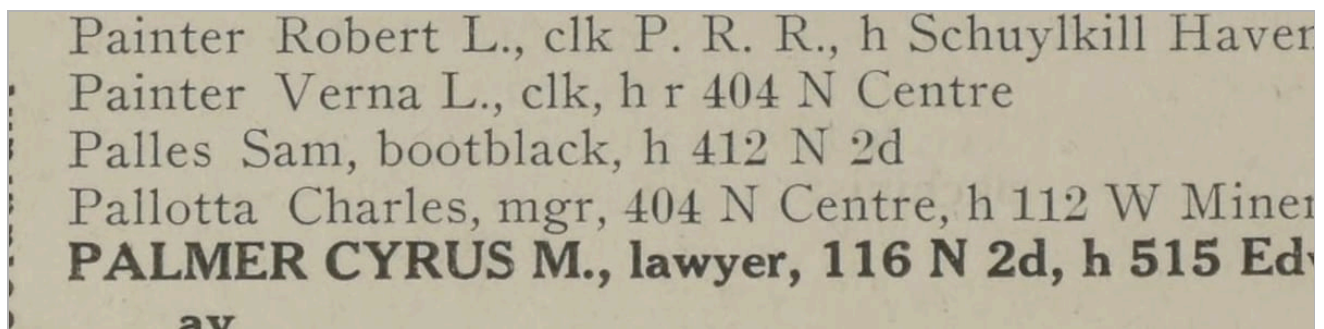 Painter Robert L., clk P. R. R., h Schuylkill Haven
Painter Verna L., clk, h r 404 N Centre
Palles Sam, bootblack, h 412 N 2d
Pallotta Charles, mgr, 404 N Centre, h 112 W Miner
PALMER CYRUS M., lawyer, 116 N 2d, h 515 Edw
av